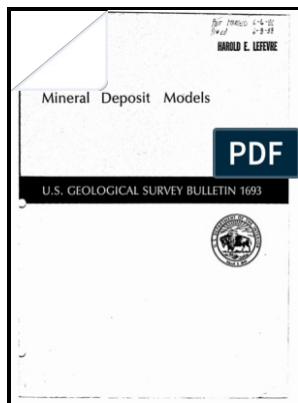 HAROLD E. LEFEVRE
Mineral Deposit Models
PDF
U.S. GEOLOGICAL SURVEY BULLETIN 1693